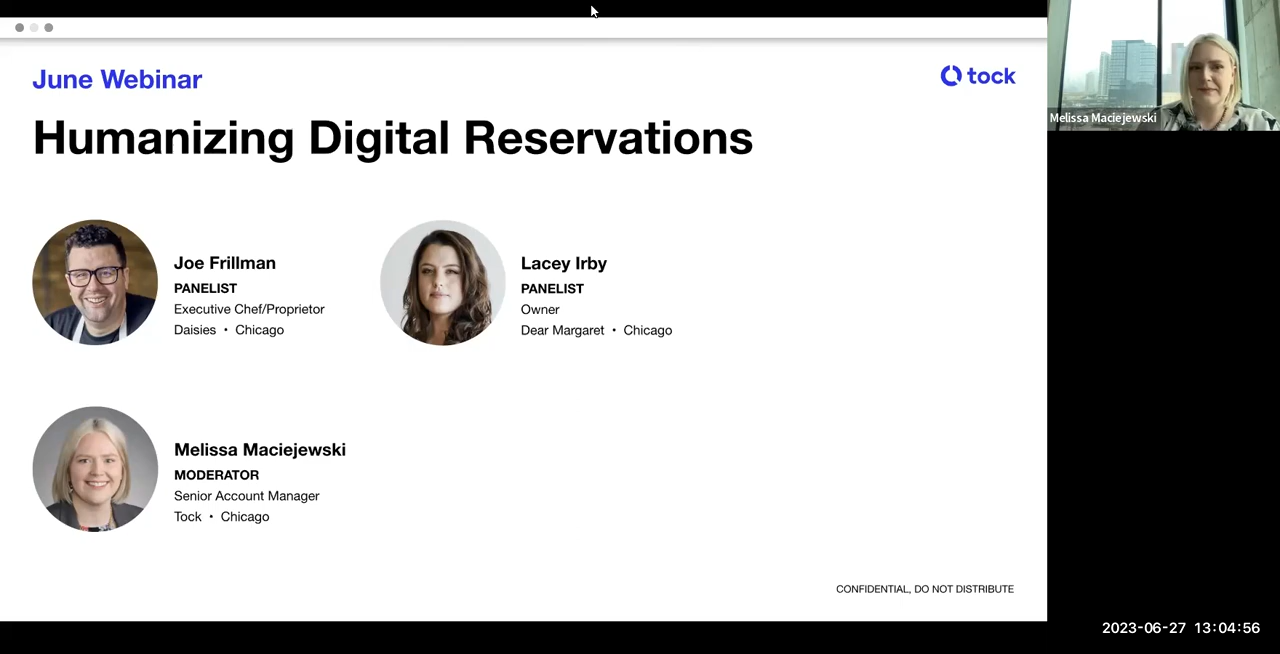 June Webinar
tock
Humanizing Digital Reservations
Joe Frillman
PANELIST
Executive Chef/Proprietor
Daisies • Chicago
Lacey Irby
PANELIST
Owner
Dear Margaret • Chicago
Melissa Maciejewski
MODERATOR
Senior Account Manager
Tock • Chicago
CONFIDENTIAL, DO NOT DISTRIBUTE
Melissa Maciejewski
2023-06-27 13:04:56